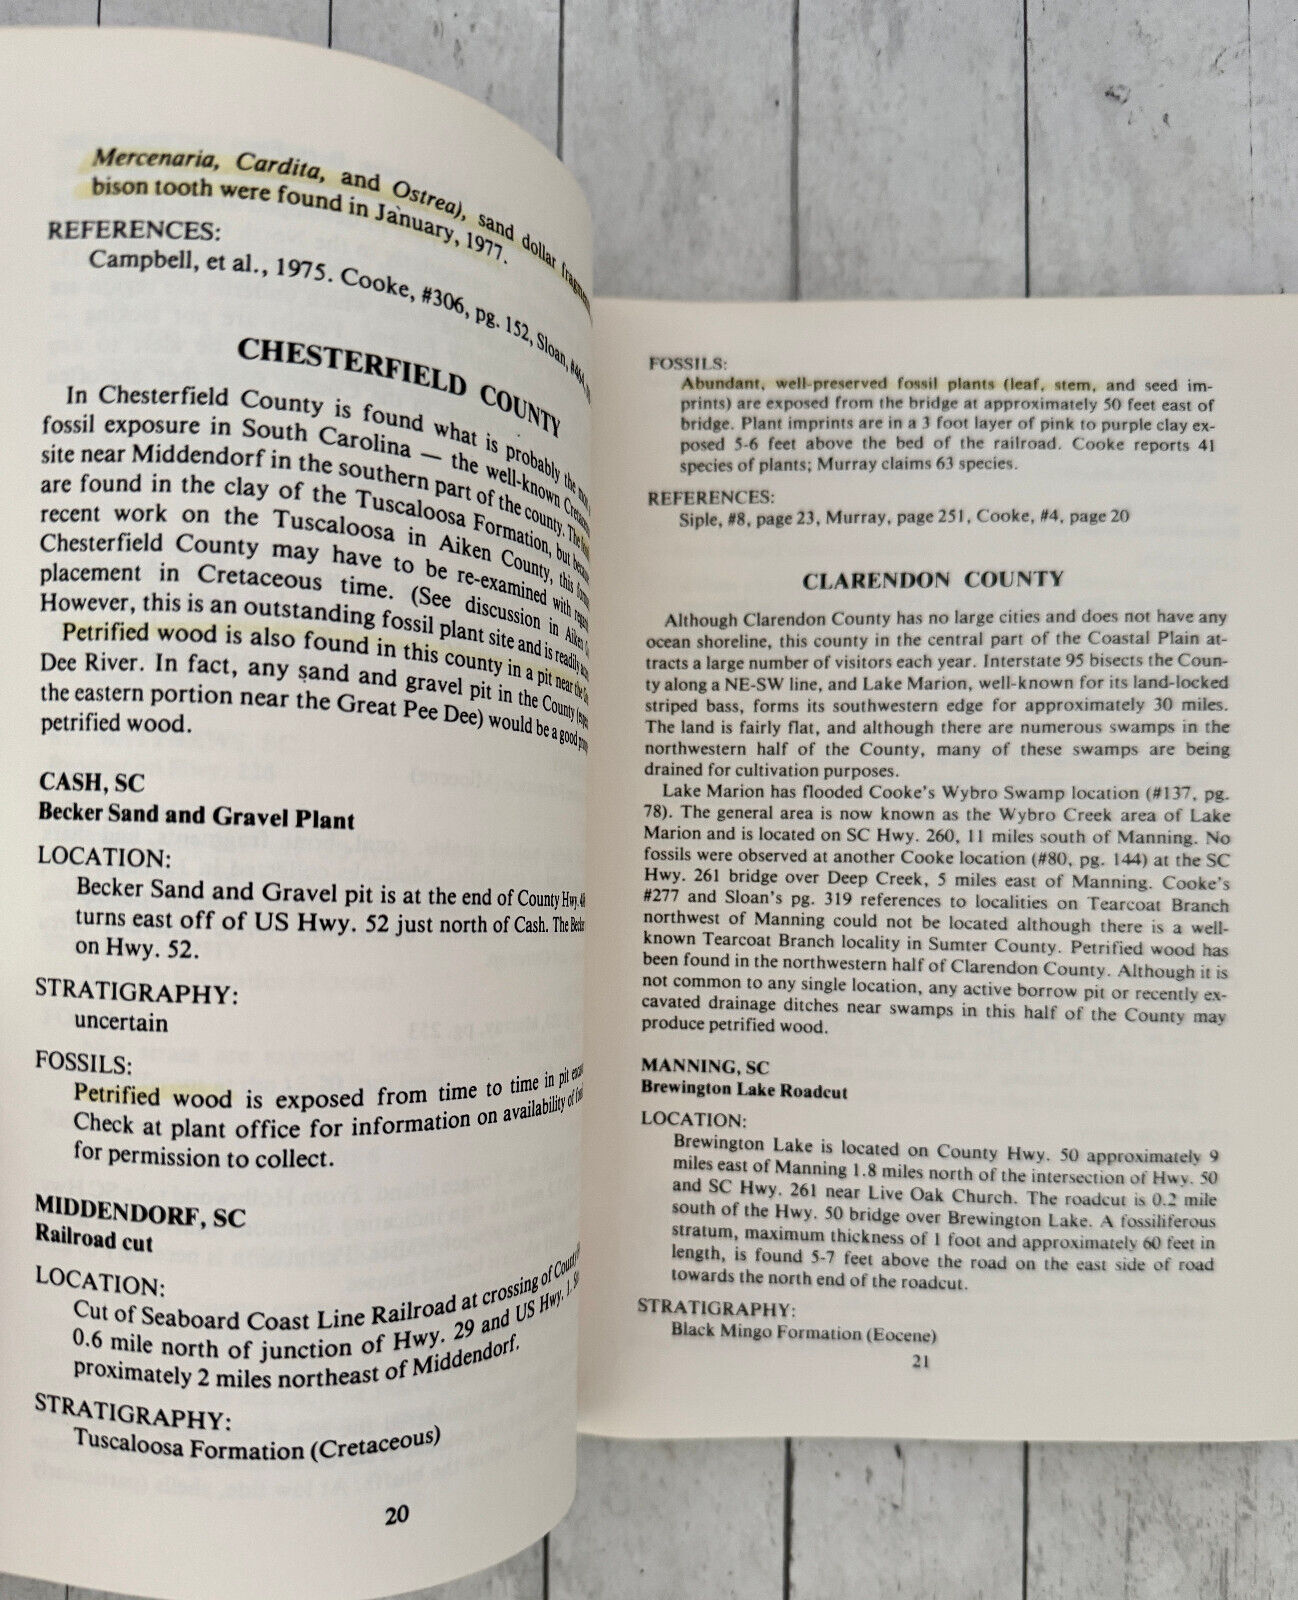 Mercenaria, Cardita, and Ostrea), sand dollar
bison tooth were found in January, 1977.
REFERENCES:
Campbell, et al., 1975. Cooke, #306, pg. 152, Sloan,
CHESTERFIELD COUNTY
In Chesterfield County is found what is probably the
fossil exposure in South Carolina — the well-known
site near Middendorf in the southern part of the county. The
are found in the clay of the Tuscaloosa Formation, but
recent work on the Tuscaloosa in Aiken County, this
Chesterfield County may have to be re-examined with
placement in Cretaceous time. (See discussion in Aiken
However, this is an outstanding fossil plant site and is readily
Petrified wood is also found in this county in a pit near the
Dee River. In fact, any sand and gravel pit in the County
the eastern portion near the Great Pee Dee) would be a good
petrified wood.
CASH, SC
Becker Sand and Gravel Plant
LOCATION:
Becker Sand and Gravel pit is at the end of County Hwy.
turns east off of US Hwy. 52 just north of Cash. The
on Hwy. 52.
STRATIGRAPHY:
uncertain
FOSSILS:
Petrified wood is exposed from time to time in pit
Check at plant office for information on availability of
for permission to collect.
MIDDENDORF, SC
Railroad cut
LOCATION:
Cut of Seaboard Coast Line Railroad at crossing of County
0.6 mile north of junction of Hwy. 29 and US Hwy. 1.
proximately 2 miles northeast of Middendorf.
STRATIGRAPHY:
Tuscaloosa Formation (Cretaceous)
20
FOSSILS:
Abundant, well-preserved fossil plants (leaf, stem, and seed im-
prints) are exposed from the bridge at approximately 50 feet east of
bridge. Plant imprints are in a 3 foot layer of pink to purple clay ex-
posed 5-6 feet above the bed of the railroad. Cooke reports 41
species of plants; Murray claims 63 species.
REFERENCES:
Siple, #8, page 23, Murray, page 251, Cooke, #4, page 20
CLARENDON COUNTY
Although Clarendon County has no large cities and does not have any
ocean shoreline, this county in the central part of the Coastal Plain at-
tracts a large number of visitors each year. Interstate 95 bisects the Coun-
ty along a NE-SW line, and Lake Marion, well-known for its land-locked
striped bass, forms its southwestern edge for approximately 30 miles.
The land is fairly flat, and although there are numerous swamps in the
northwestern half of the County, many of these swamps are being
drained for cultivation purposes.
Lake Marion has flooded Cooke's Wybro Swamp location (#137, pg.
78). The general area is now known as the Wybro Creek area of Lake
Marion and is located on SC Hwy. 260, 11 miles south of Manning. No
fossils were observed at another Cooke location (#80, pg. 144) at the SC
Hwy. 261 bridge over Deep Creek, 5 miles east of Manning. Cooke's
#277 and Sloan's pg. 319 references to localities on Tearcoat Branch
northwest of Manning could not be located although there is a well-
known Tearcoat Branch locality in Sumter County. Petrified wood has
been found in the northwestern half of Clarendon County. Although it is
not common to any single location, any active borrow pit or recently ex-
cavated drainage ditches near swamps in this half of the County may
produce petrified wood.
MANNING, SC
Brewington Lake Roadcut
LOCATION:
Brewington Lake is located on County Hwy. 50 approximately 9
miles east of Manning 1.8 miles north of the intersection of Hwy. 50
and SC Hwy. 261 near Live Oak Church. The roadcut is 0.2 mile
south of the Hwy. 50 bridge over Brewington Lake. A fossiliferous
stratum, maximum thickness of 1 foot and approximately 60 feet in
length, is found 5-7 feet above the road on the east side of road
towards the north end of the roadcut.
STRATIGRAPHY:
Black Mingo Formation (Eocene)
21